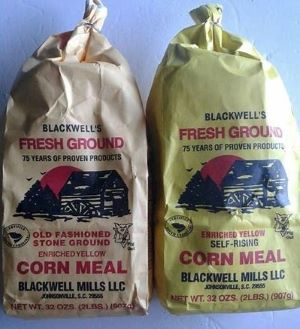 BLACKWELL'S
FRESH GROUND
75 YEARS OF PROVEN PRODUCTS
OLD FASHIONED
STONE GROUND
ENRICHED YELLOW
CORN MEAL
BLACKWELL MILLS LLC
JOHNSONVILLE, S.C. 29555
NET WT. 32 OZS. (2LBS.) (907g)
BLACKWELL'S
FRESH GROUND
75 YEARS OF PROVEN PRODUCTS
ENRICHED YELLOW
SELF-RISING
CORN MEAL
BLACKWELL MILLS LLC
JOHNSONVILLE, S.C. 29555
NET WT. 32 OZS. (2LBS.) (907g)